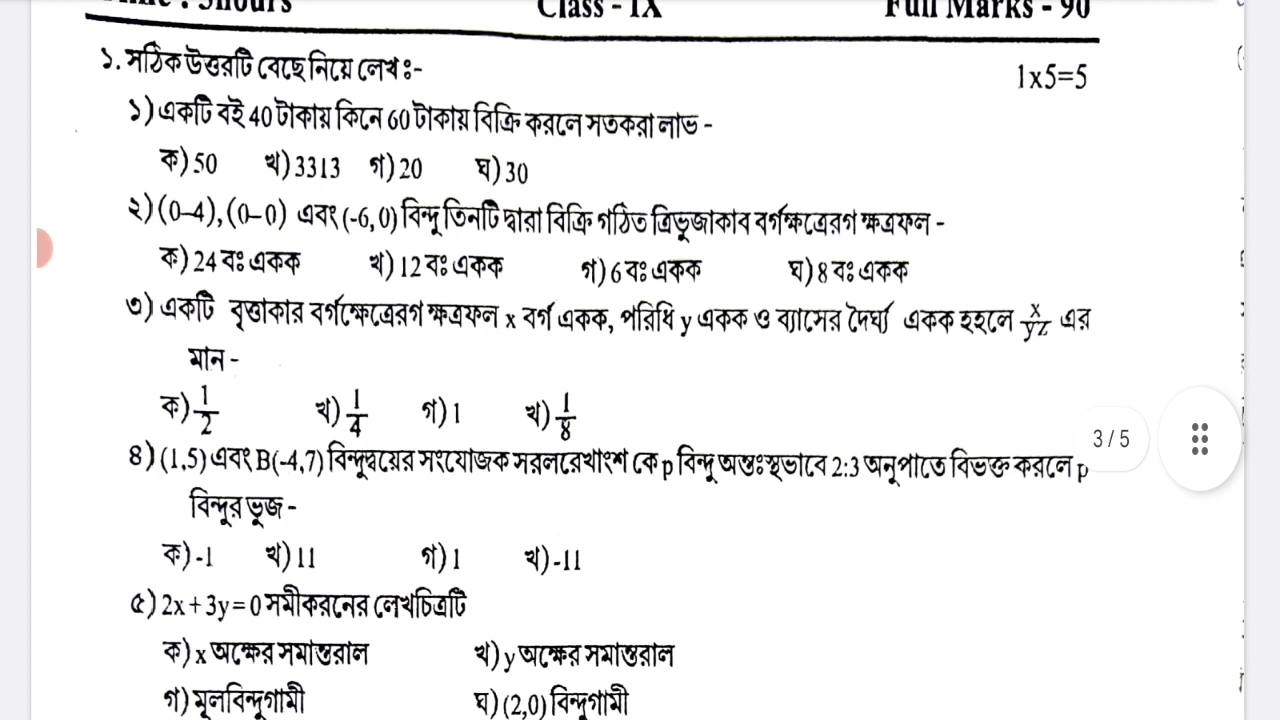 Class - IX
Full Marks - 90
১. সঠিক উত্তরটি বেছে নিয়ে লেখ ঃ-
1x5=5
১) একটি বই 40 টাকায় কিনে 60 টাকায় বিক্রি করলে সতকরা লাভ -
ক) 50 খ) 3313 গ) 20 ঘ) 30
২) (0–4), (0–0) এবং (-6, 0) বিন্দু তিনটি দ্বারা বিক্রি গঠিত ত্রিভুজাকাব বর্গক্ষত্রেরগ ক্ষত্রফল -
ক) 24 বঃ একক খ) 12 বঃ একক গ) 6 বঃ একক ঘ) 8 বঃ একক
৩) একটি বৃত্তাকার বর্গক্ষেত্রেরগ ক্ষত্রফল x বর্গ একক, পরিধি y একক ও ব্যাসের দৈর্ঘ্য একক হহলে x/yz এর
মান -
ক) 1/2 খ) 1/4 গ) 1 খ) 1/8
8) (1,5) এবং B(-4,7) বিন্দুদ্বয়ের সংযোজক সরলরেখাংশ কে p বিন্দু অন্তঃস্থভাবে 2:3 অনুপাতে বিভক্ত করলে p
বিন্দুর ভুজ -
ক) -1 খ) 11 গ) 1 খ) -11
৫) 2x + 3y = 0 সমীকরনের লেখচিত্রটি
ক) x অক্ষের সমান্তরাল খ) y অক্ষের সমান্তরাল
গ) মূলবিন্দুগামী ঘ) (2,0) বিন্দুগামী
3 / 5